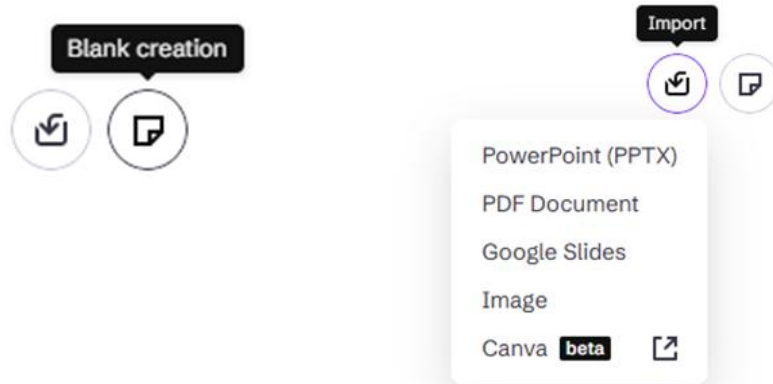 Blank creation
Import
PowerPoint (PPTX)
PDF Document
Google Slides
Image
Canva beta